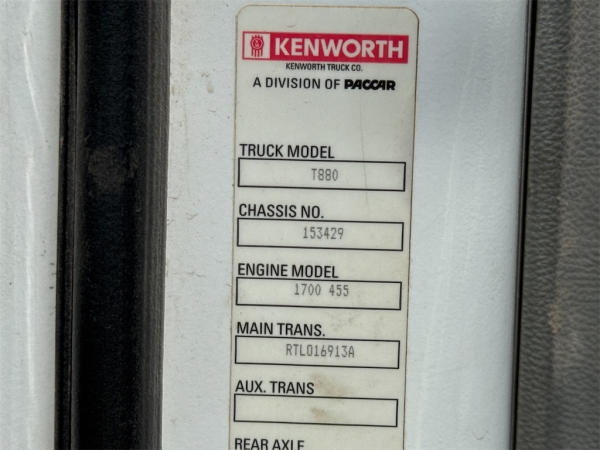 KENWORTH
KENWORTH TRUCK CO.
A DIVISION OF PACCAR
TRUCK MODEL
T880
CHASSIS NO.
153429
ENGINE MODEL
1700 455
MAIN TRANS.
RTLO16913A
AUX. TRANS
REAR AXLE